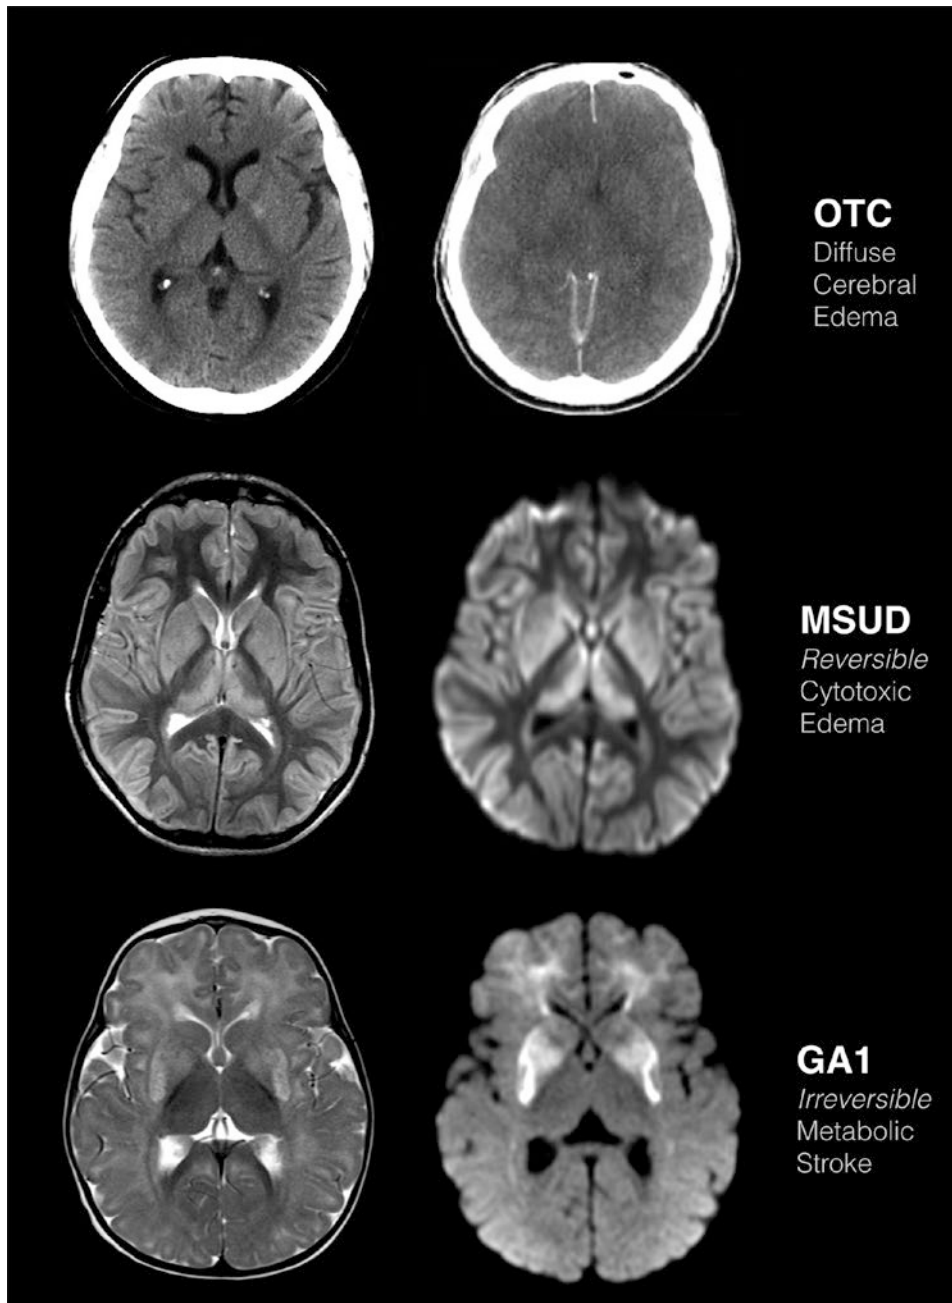 OTC
Diffuse
Cerebral
Edema
MSUD
Reversible
Cytotoxic
Edema
GA1
Irreversible
Metabolic
Stroke